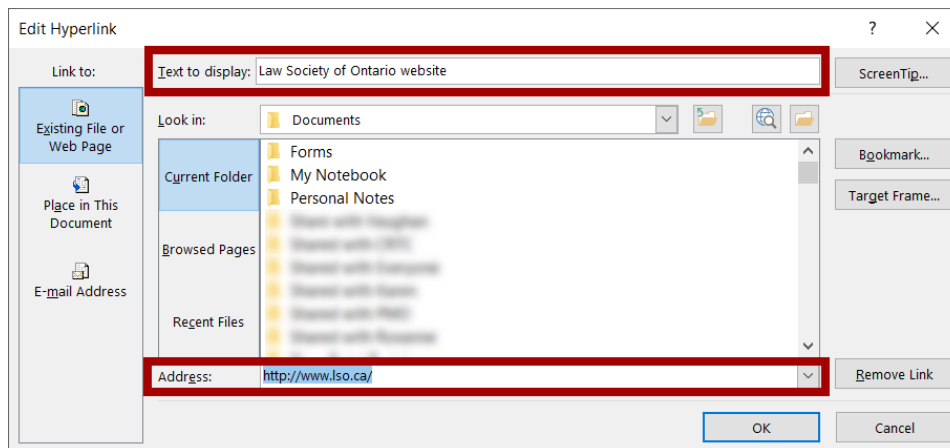 Edit Hyperlink
Link to:
Text to display: Law Society of Ontario website
ScreenTip...
Existing File or
Web Page
Look in: Documents
Current Folder
Forms
My Notebook
Personal Notes
Bookmark...
Target Frame...
Place in This
Document
Browsed Pages
E-mail Address
Recent Files
Address: http://www.lso.ca/
Remove Link
OK
Cancel